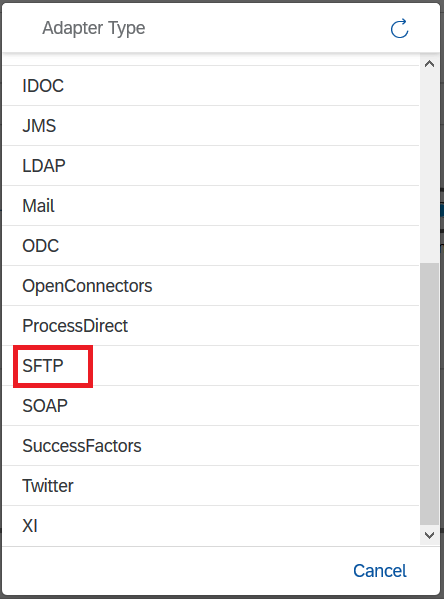 Adapter Type
IDOC
JMS
LDAP
Mail
ODC
OpenConnectors
ProcessDirect
SFTP
SOAP
SuccessFactors
Twitter
XI
Cancel